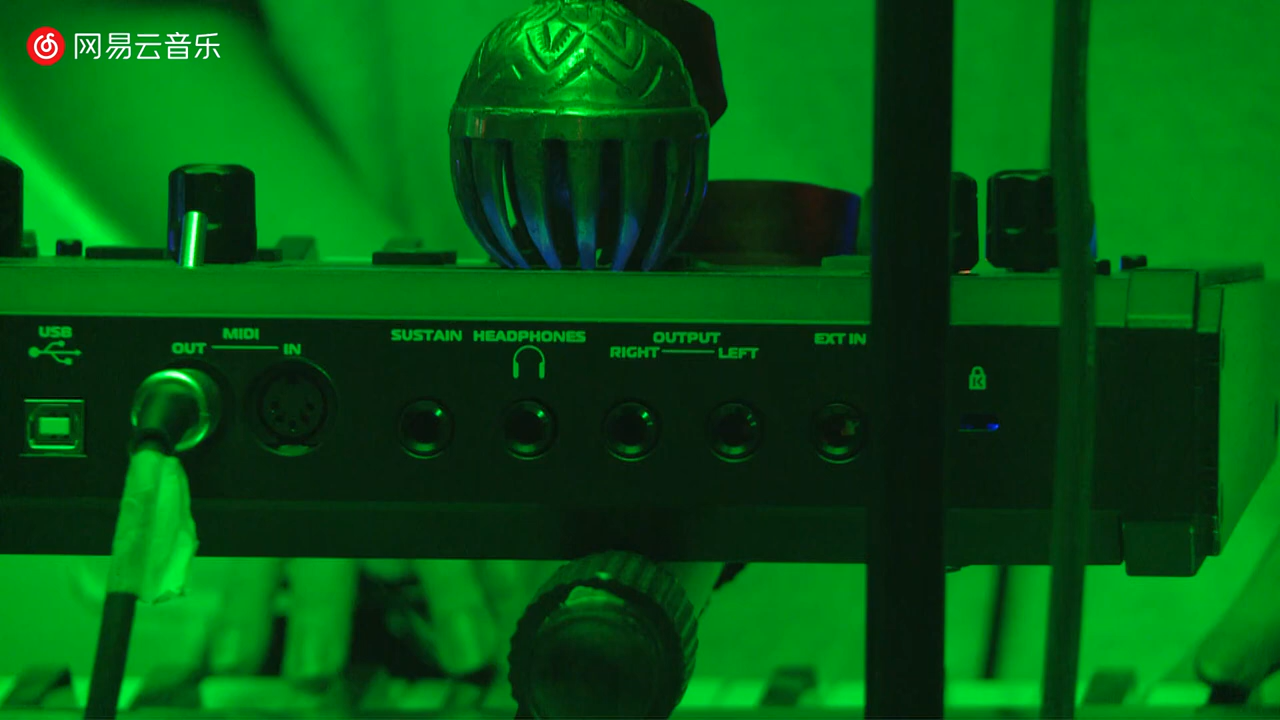 网易云音乐
USB
MIDI
OUT IN
SUSTAIN
HEADPHONES
OUTPUT
RIGHT LEFT
EXT IN
K